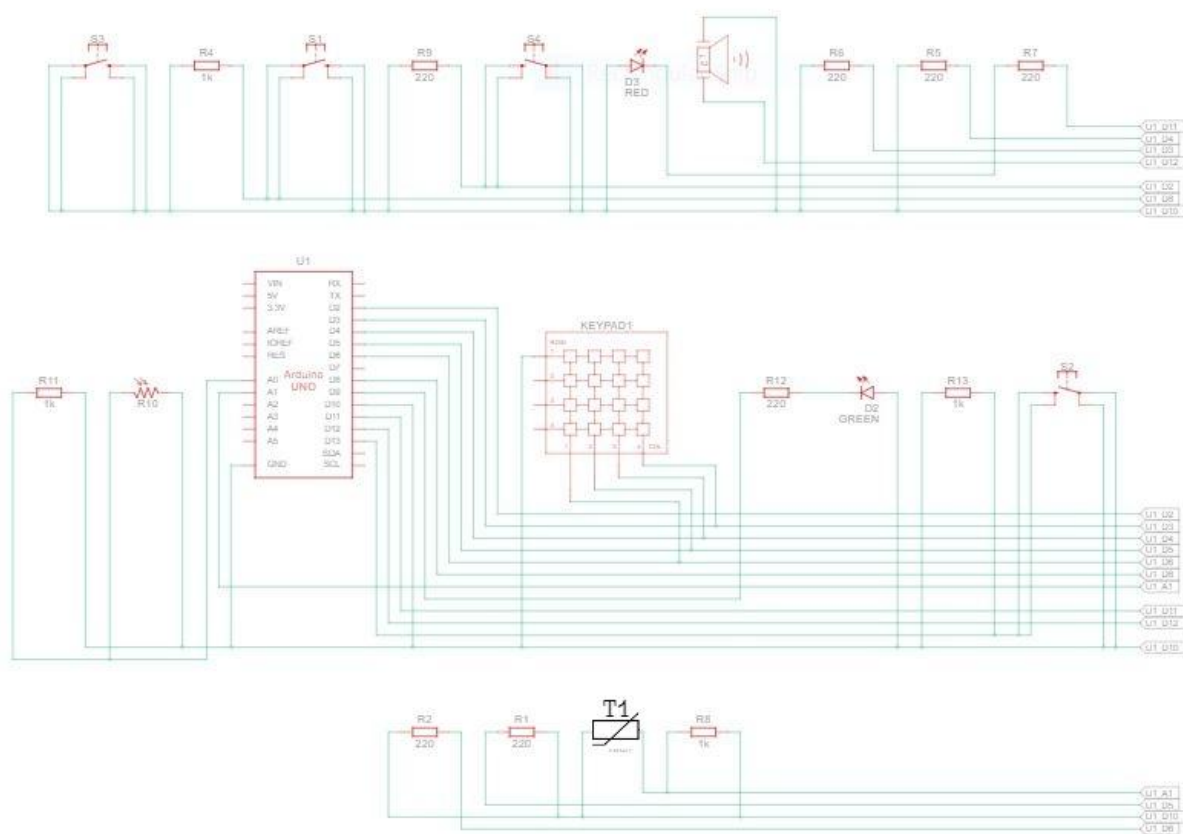 S3
R4
1k
S1
R9
220
S4
D3
RED
R6
220
R5
220
R7
220
U1_D11
U1_D4
U1_D3
U1_D12
U1_D2
U1_D8
U1_D10
U1
VIN
5V
3.3V
AREF
IOREF
RES
A0
A1
A2
A3
A4
A5
GND
Arduino
UNO
RX
TX
D2
D3
D4
D5
D6
D7
D8
D9
D10
D11
D12
D13
SDA
SCL
R11
1k
R10
KEYPAD1
1
2
3
4
R12
220
D2
GREEN
R13
1k
S2
U1_D2
U1_D3
U1_D4
U1_D5
U1_D6
U1_D8
U1_A1
U1_D11
U1_D12
U1_D10
R2
220
R1
220
T1
R8
1k
U1_A1
U1_D5
U1_D10
U1_D6